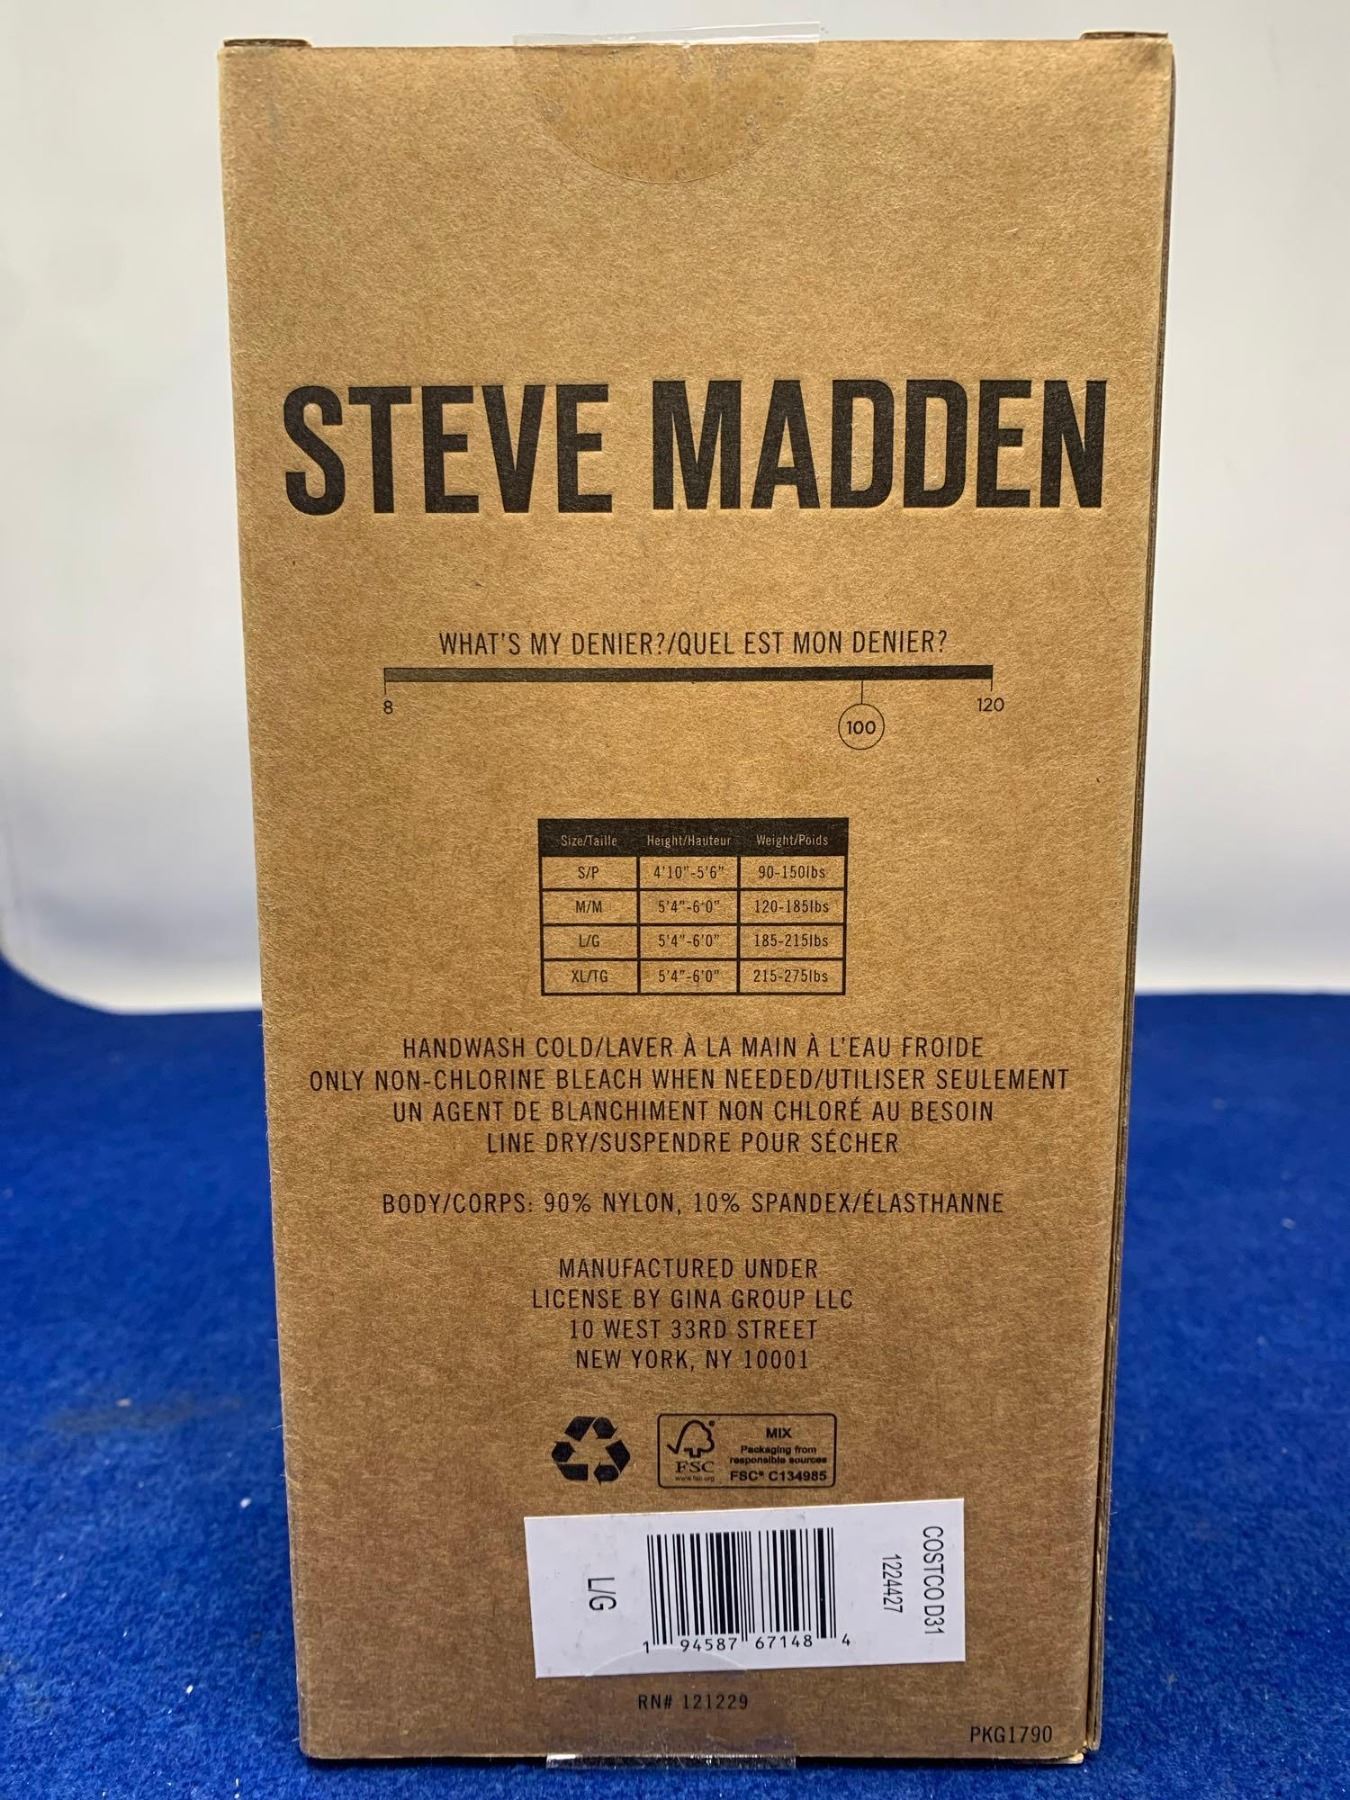 STEVE MADDEN
WHAT'S MY DENIER?/QUEL EST MON DENIER?
8 120
100
Size/Taille Height/Hauteur Weight/Poids
S/P 4'10"-5'6" 90-150lbs
M/M 5'4"-6'0" 120-185lbs
L/G 5'4"-6'0" 185-215lbs
XL/TG 5'4"-6'0" 215-275lbs
HANDWASH COLD/LAVER À LA MAIN À L'EAU FROIDE
ONLY NON-CHLORINE BLEACH WHEN NEEDED/UTILISER SEULEMENT
UN AGENT DE BLANCHIMENT NON CHLORÉ AU BESOIN
LINE DRY/SUSPENDRE POUR SÉCHER
BODY/CORPS: 90% NYLON, 10% SPANDEX/ÉLASTHANNE
MANUFACTURED UNDER
LICENSE BY GINA GROUP LLC
10 WEST 33RD STREET
NEW YORK, NY 10001
FSC
www.fsc.org
MIX
Packaging from
responsible sources
FSC® C134985
L/G
1 94587 67148 4
COSTCO D31
1224427
RN# 121229
PKG1790